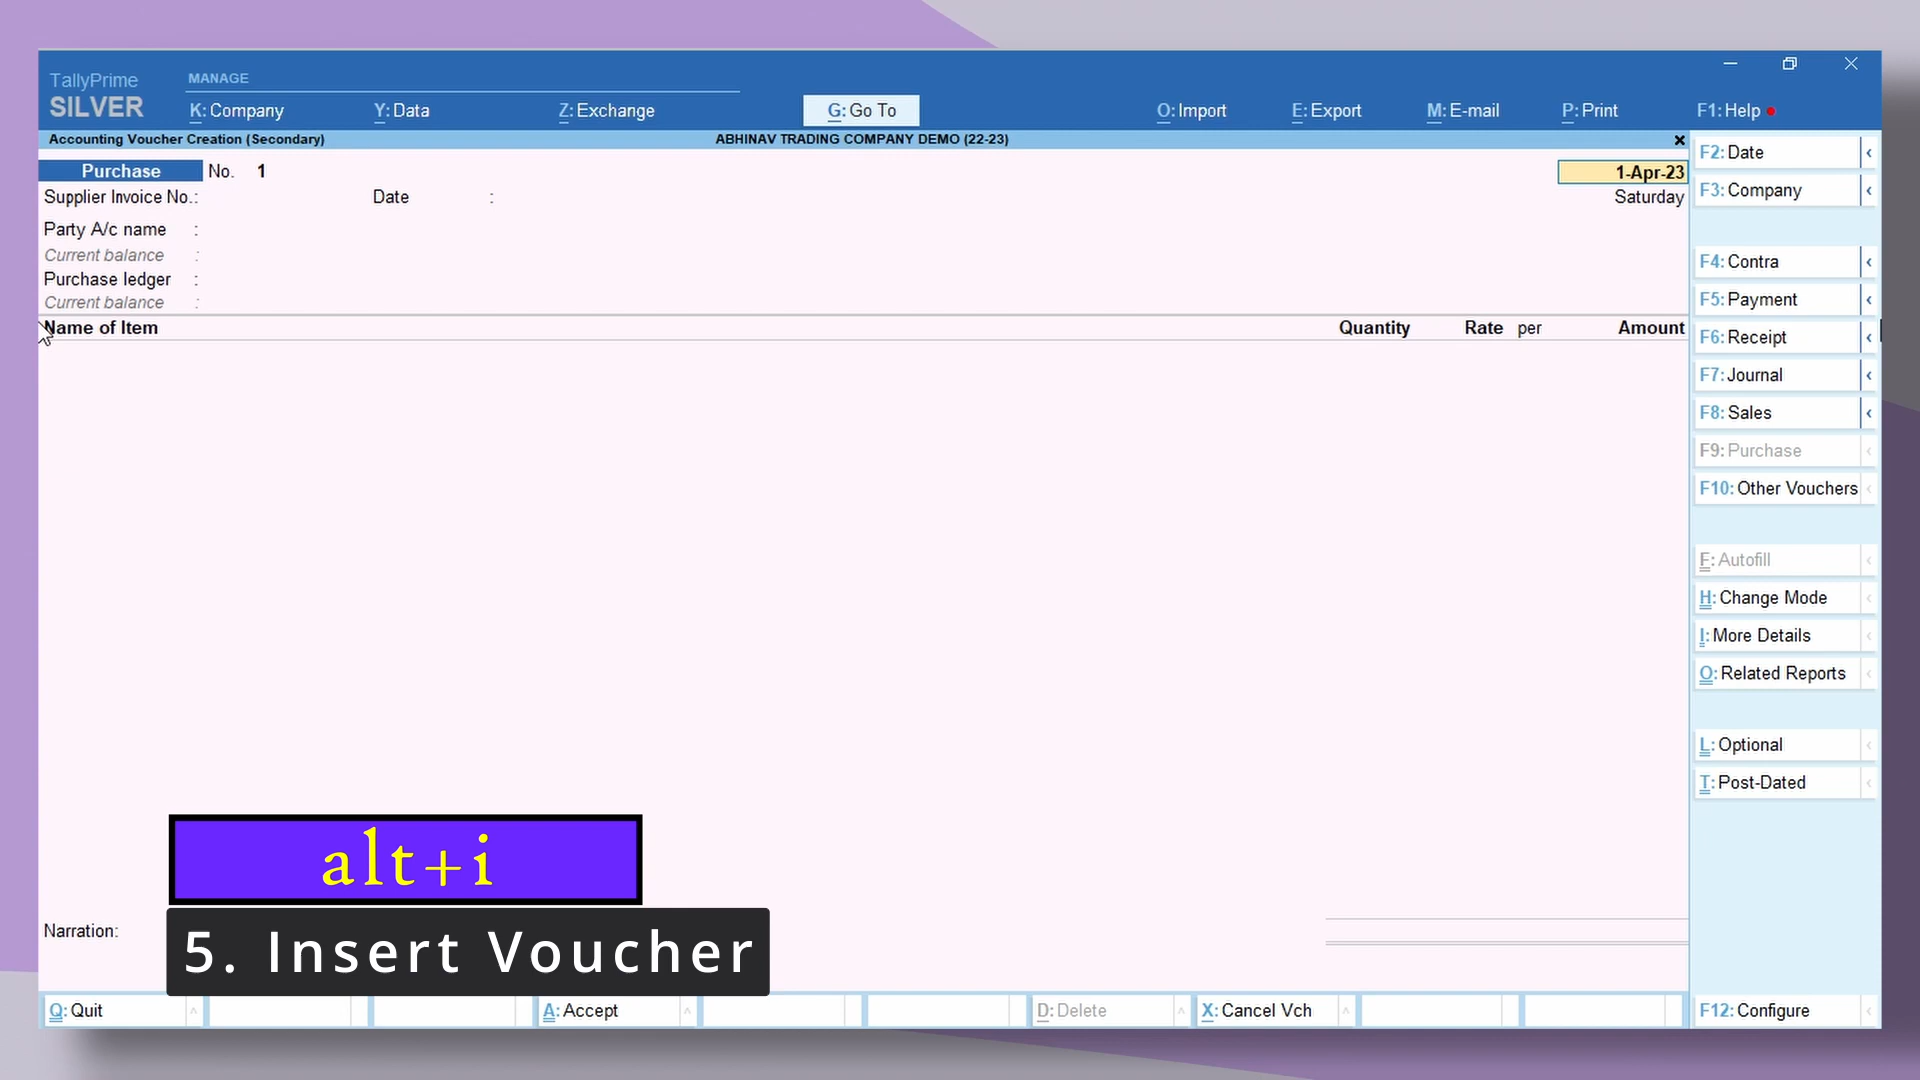 TallyPrime
SILVER
MANAGE
K: Company
Y: Data
Z: Exchange
G: Go To
O: Import
E: Export
M: E-mail
P: Print
F1: Help
Accounting Voucher Creation (Secondary)
ABHINAV TRADING COMPANY DEMO (22-23)
Purchase No. 1
1-Apr-23
Supplier Invoice No.:
Date :
Saturday
Party A/c name :
Current balance :
Purchase ledger :
Current balance :
Name of Item Quantity Rate per Amount
F2: Date
F3: Company
F4: Contra
F5: Payment
F6: Receipt
F7: Journal
F8: Sales
F9: Purchase
F10: Other Vouchers
F: Autofill
H: Change Mode
I: More Details
O: Related Reports
L: Optional
T: Post-Dated
alt+i
Narration:
5. Insert Voucher
Q: Quit
A: Accept
D: Delete
X: Cancel Vch
F12: Configure